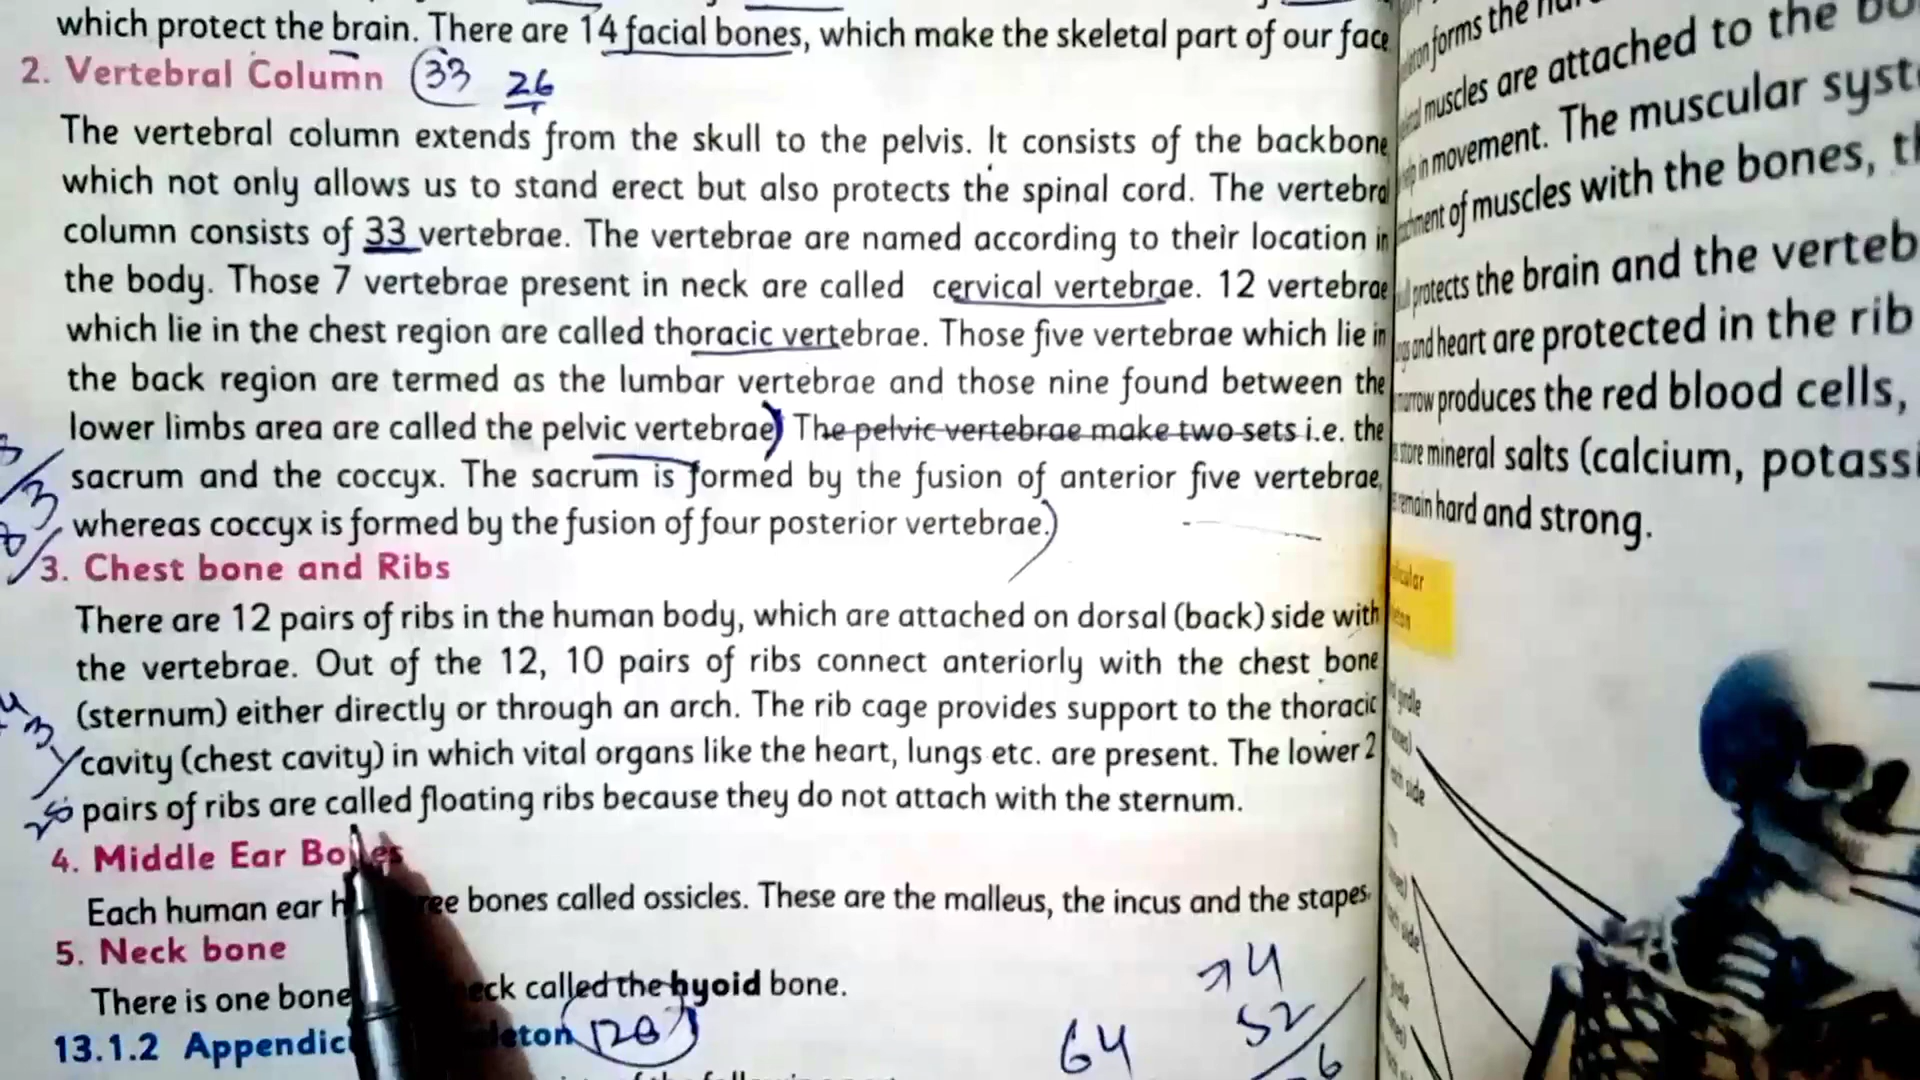 which protect the brain. There are 14 facial bones, which make the skeletal part of our face
2. Vertebral Column 33 26
The vertebral column extends from the skull to the pelvis. It consists of the backbone
which not only allows us to stand erect but also protects the spinal cord. The vertebral
column consists of 33 vertebrae. The vertebrae are named according to their location in
the body. Those 7 vertebrae present in neck are called cervical vertebrae. 12 vertebrae
which lie in the chest region are called thoracic vertebrae. Those five vertebrae which lie in
the back region are termed as the lumbar vertebrae and those nine found between the
lower limbs area are called the pelvic vertebrae) The pelvic vertebrae make two sets i.e. the
sacrum and the coccyx. The sacrum is formed by the fusion of anterior five vertebrae,
whereas coccyx is formed by the fusion of four posterior vertebrae.)
3. Chest bone and Ribs
There are 12 pairs of ribs in the human body, which are attached on dorsal (back) side with
the vertebrae. Out of the 12, 10 pairs of ribs connect anteriorly with the chest bone
(sternum) either directly or through an arch. The rib cage provides support to the thoracic
cavity (chest cavity) in which vital organs like the heart, lungs etc. are present. The lower 2
pairs of ribs are called floating ribs because they do not attach with the sternum.
4. Middle Ear Bones
Each human ear bones called ossicles. These are the malleus, the incus and the stapes.
5. Neck bone
There is one bone called the hyoid bone.
13.1.2 126
74
52
64
6
forms the
muscles are attached to the
in movement. The muscular
of muscles with the bones,
protects the brain and the
and heart are protected in the rib
produces the red blood cells,
store mineral salts (calcium,
remain hard and strong.
girdle
side